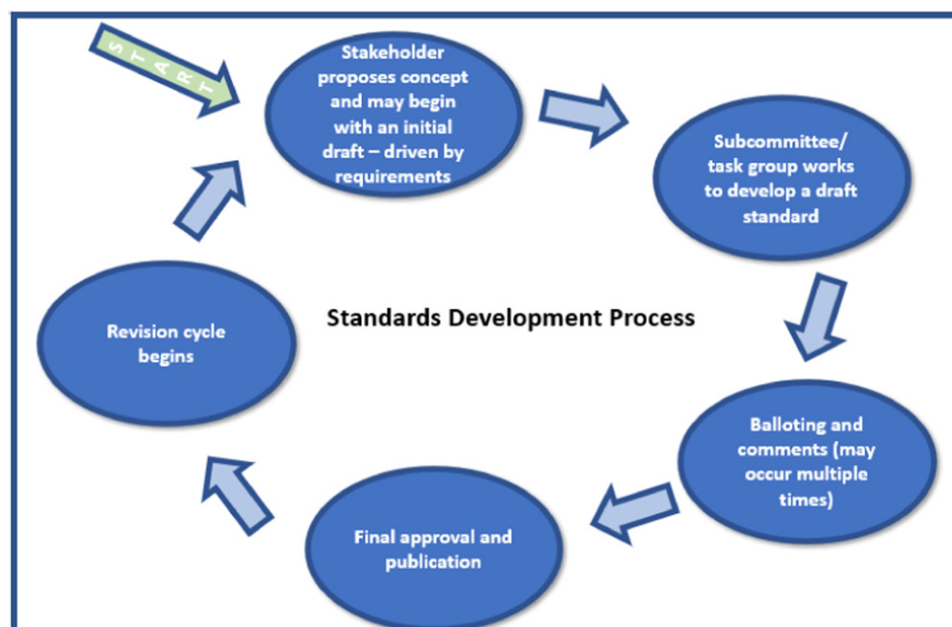 START
Stakeholder
proposes concept
and may begin
with an initial
draft – driven by
requirements
Subcommittee/
task group works
to develop a draft
standard
Standards Development Process
Revision cycle
begins
Balloting and
comments (may
occur multiple
times)
Final approval and
publication